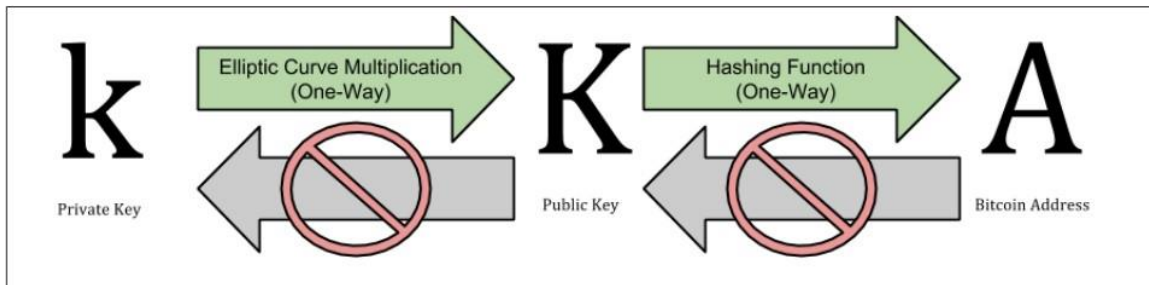 k
Elliptic Curve Multiplication
(One-Way)
K
Hashing Function
(One-Way)
A
Private Key
Public Key
Bitcoin Address